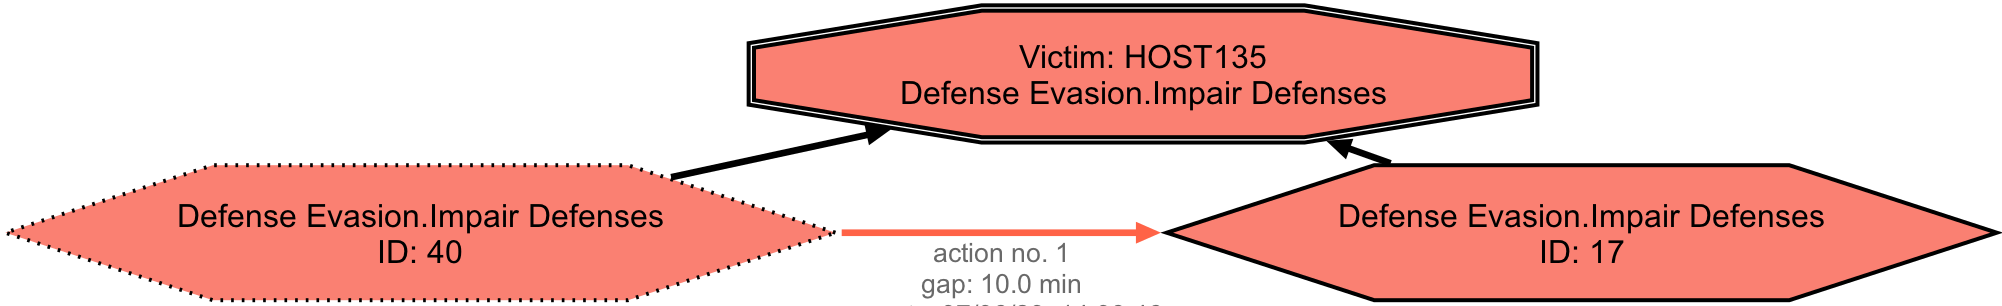 Victim: HOST135
Defense Evasion.Impair Defenses
Defense Evasion.Impair Defenses
ID: 40
action no. 1
gap: 10.0 min
Defense Evasion.Impair Defenses
ID: 17